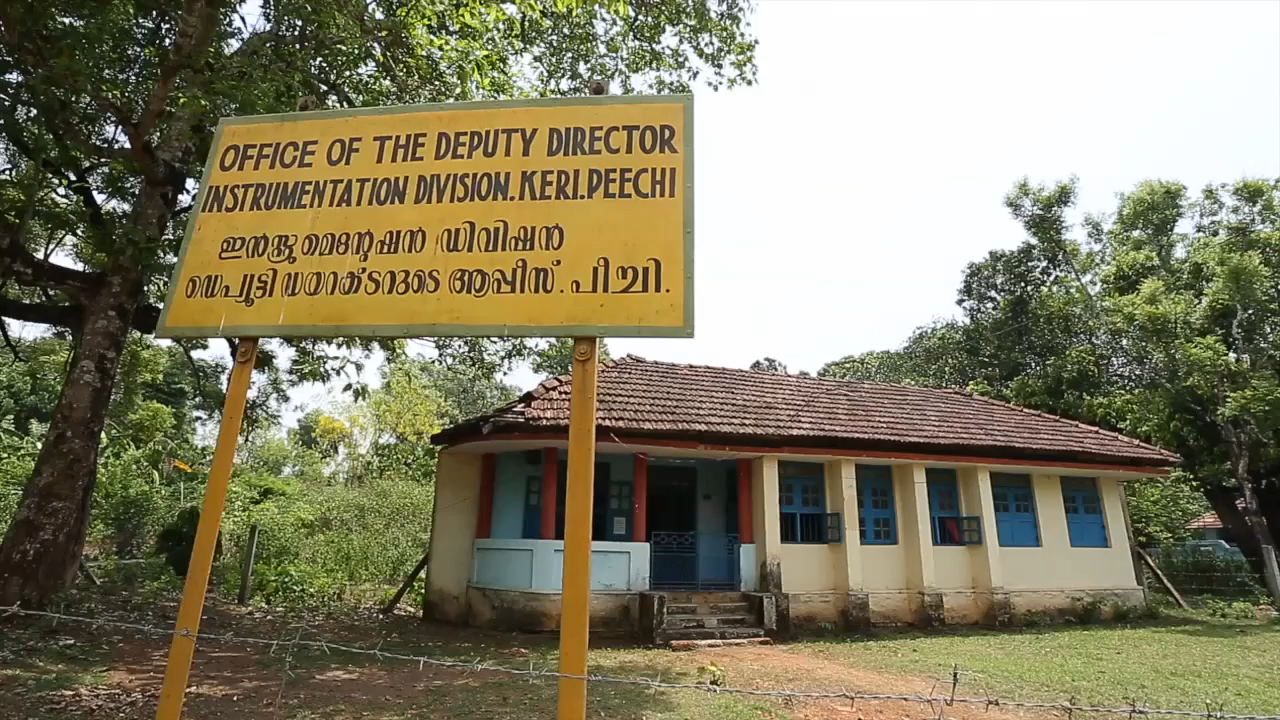 OFFICE OF THE DEPUTY DIRECTOR
INSTRUMENTATION DIVISION.KERI.PEECHI
ഇൻസ്ട്രുമെന്റേഷൻ ഡിവിഷൻ
ഡെപ്യൂട്ടി ഡയറക്ടറുടെ ആപ്പീസ്. പീച്ചി.